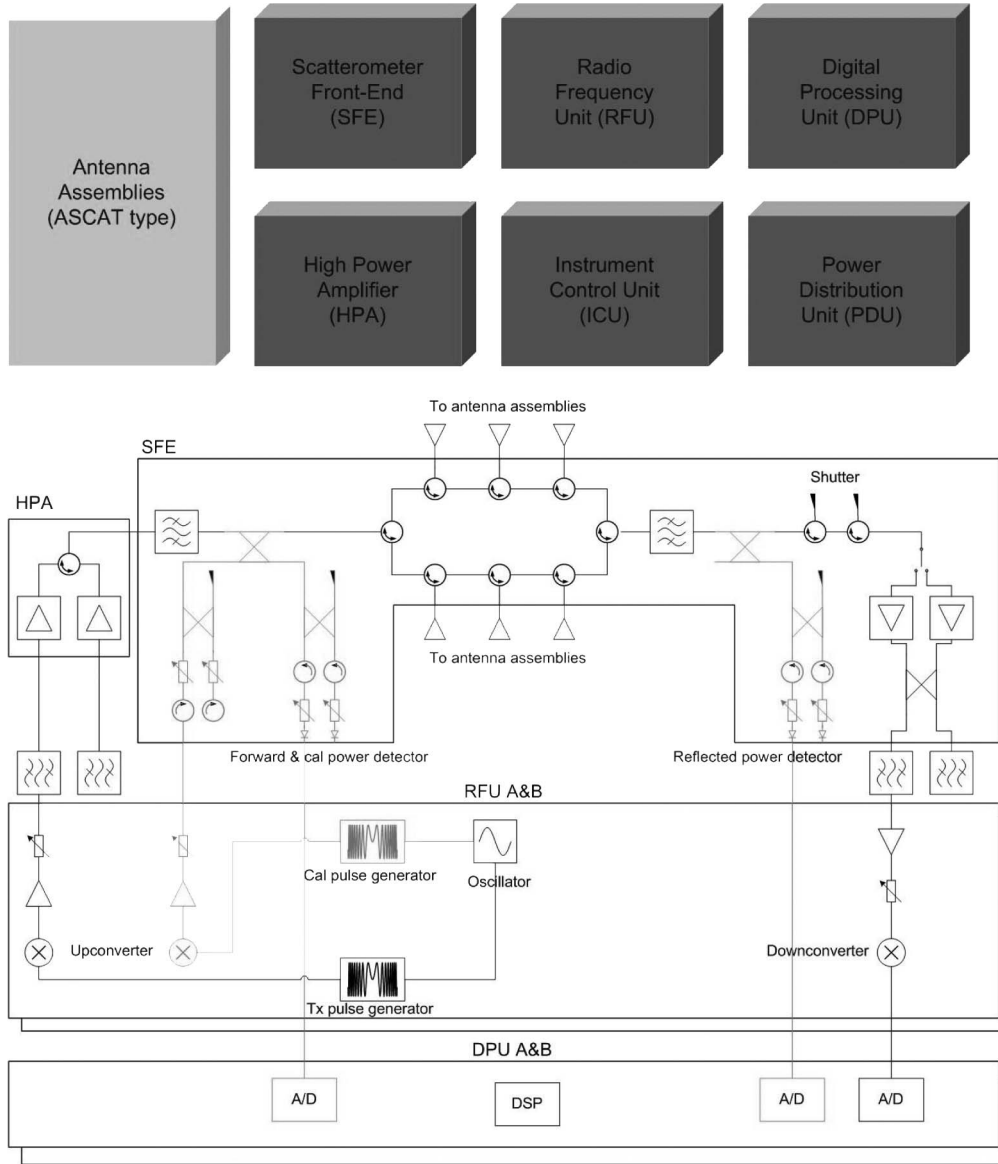 Antenna
Assemblies
(ASCAT type)
Scatterometer
Front-End
(SFE)
Radio
Frequency
Unit (RFU)
Digital
Processing
Unit (DPU)
High Power
Amplifier
(HPA)
Instrument
Control Unit
(ICU)
Power
Distribution
Unit (PDU)
To antenna assemblies
SFE
HPA
Shutter
To antenna assemblies
Forward & cal power detector
Reflected power detector
RFU A&B
Cal pulse generator
Oscillator
Upconverter
Downconverter
Tx pulse generator
DPU A&B
A/D
DSP
A/D
A/D